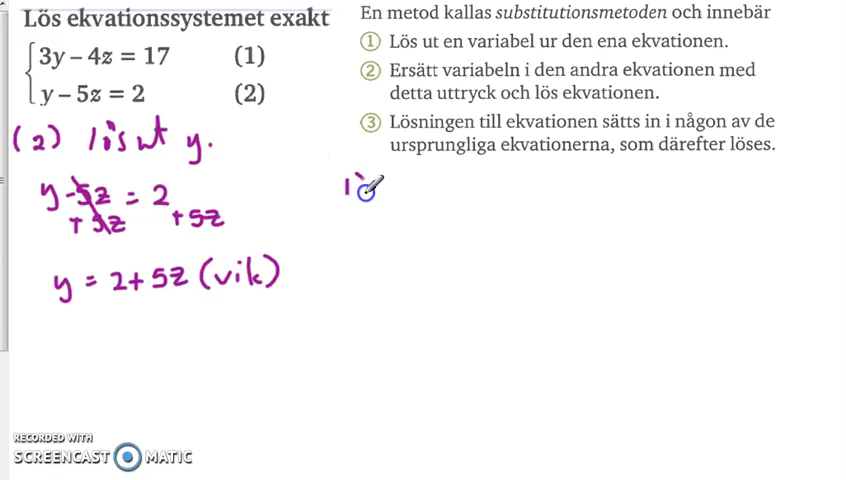 Lös ekvationssystemet exakt
3y – 4z = 17 (1)
y – 5z = 2 (2)
(2) lös ut y.
y - 5z = 2
+ 5z + 5z
y = 2 + 5z (vik)
En metod kallas substitutionsmetoden och innebär
1 Lös ut en variabel ur den ena ekvationen.
2 Ersätt variabeln i den andra ekvationen med
detta uttryck och lös ekvationen.
3 Lösningen till ekvationen sätts in i någon av de
ursprungliga ekvationerna, som därefter löses.
RECORDED WITH
SCREENCAST MATIC